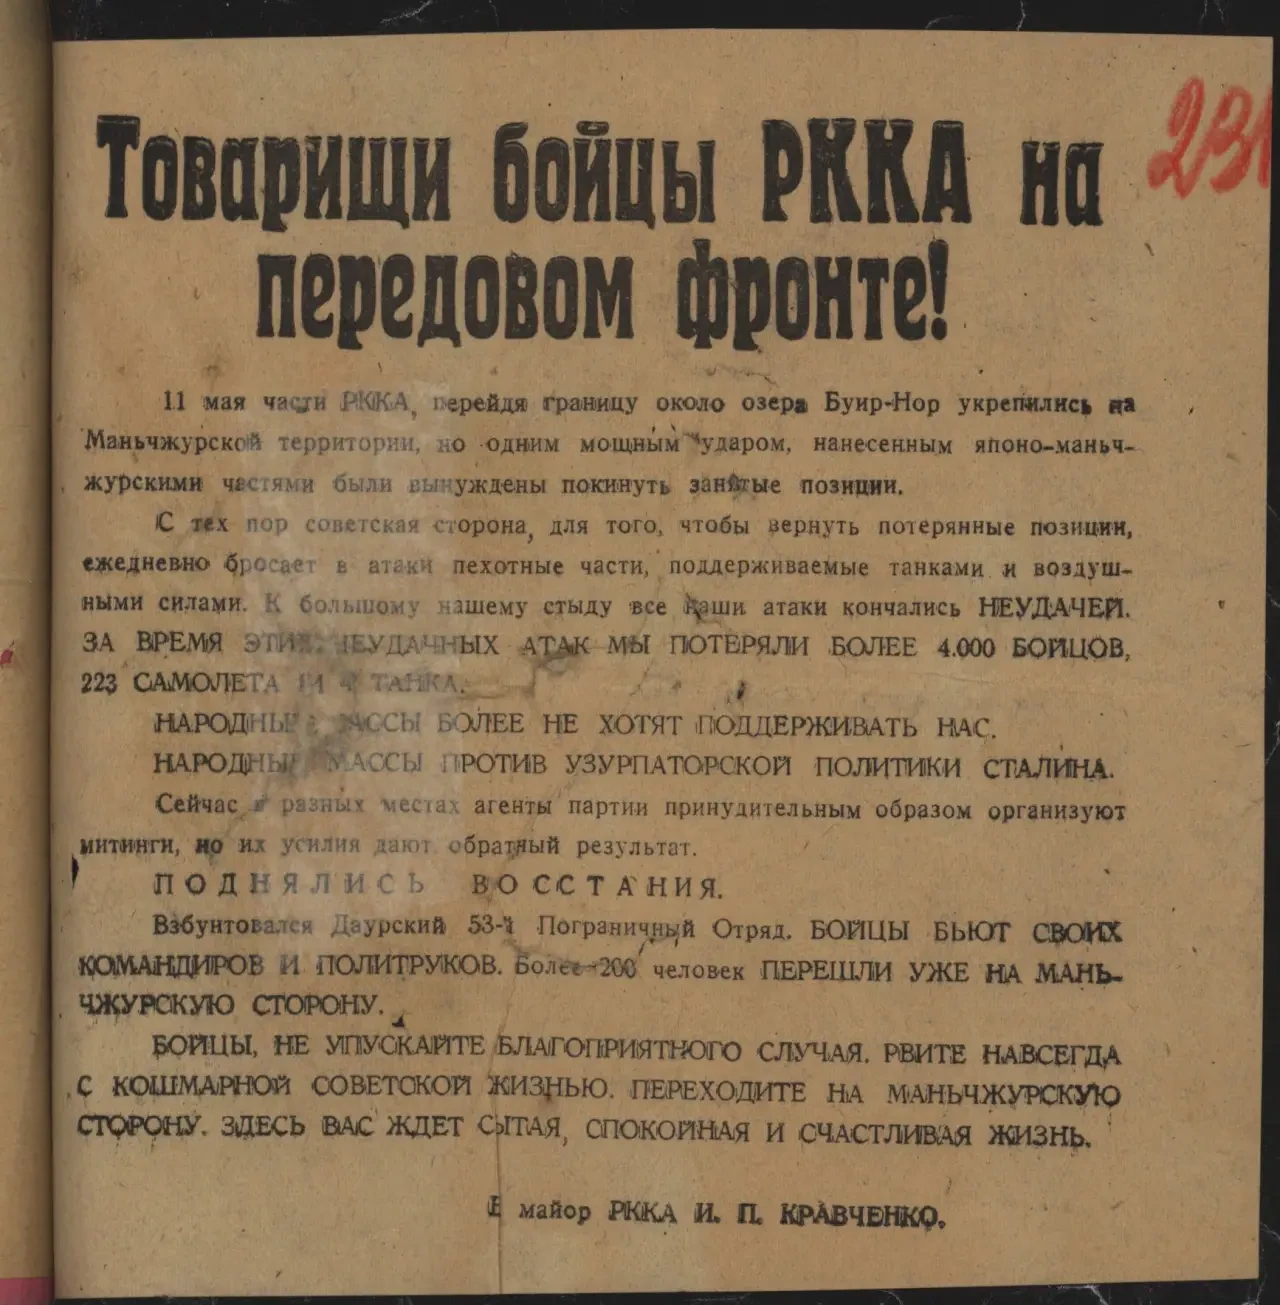 231
Товарищи бойцы РККА на
передовом фронте!
11 мая части РККА, перейдя границу около озера Буир-Нор укрепились на
Маньчжурской территории, но одним мощным ударом, нанесенным японо-маньч-
журскими частями были вынуждены покинуть занятые позиции.
С тех пор советская сторона, для того, чтобы вернуть потерянные позиции,
ежедневно бросает в атаки пехотные части, поддерживаемые танками и воздуш-
ными силами. К большому нашему стыду все наши атаки кончались НЕУДАЧЕЙ.
ЗА ВРЕМЯ ЭТИХ НЕУДАЧНЫХ АТАК МЫ ПОТЕРЯЛИ БОЛЕЕ 4.000 БОЙЦОВ,
223 САМОЛЕТА И ТАНКА.
НАРОДНЫЕ МАССЫ БОЛЕЕ НЕ ХОТЯТ ПОДДЕРЖИВАТЬ НАС.
НАРОДНЫЕ МАССЫ ПРОТИВ УЗУРПАТОРСКОЙ ПОЛИТИКИ СТАЛИНА.
Сейчас в разных местах агенты партии принудительным образом организуют
митинги, но их усилия дают обратный результат.
ПОДНЯЛИСЬ ВОССТАНИЯ.
Взбунтовался Даурский 53-й Пограничный Отряд. БОЙЦЫ БЬЮТ СВОИХ
КОМАНДИРОВ И ПОЛИТРУКОВ. Более 200 человек ПЕРЕШЛИ УЖЕ НА МАНЬ-
ЧЖУРСКУЮ СТОРОНУ.
БОЙЦЫ, НЕ УПУСКАЙТЕ БЛАГОПРИЯТНОГО СЛУЧАЯ. РВИТЕ НАВСЕГДА
С КОШМАРНОЙ СОВЕТСКОЙ ЖИЗНЬЮ. ПЕРЕХОДИТЕ НА МАНЬЧЖУРСКУЮ
СТОРОНУ. ЗДЕСЬ ВАС ЖДЕТ СЫТАЯ, СПОКОЙНАЯ И СЧАСТЛИВАЯ ЖИЗНЬ.
майор РККА И. П. КРАВЧЕНКО.